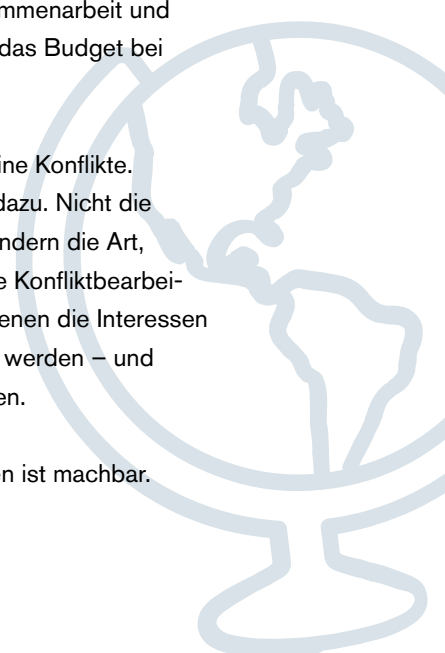 mmenarbeit und
das Budget bei
ine Konflikte.
dazu. Nicht die
ndern die Art,
e Konfliktbearbei-
enen die Interessen
werden – und
en.
en ist machbar.